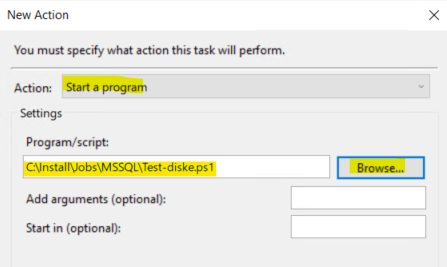 New Action
You must specify what action this task will perform.
Action: Start a program
Settings
Program/script:
C:\Install\Jobs\MSSQL\Test-diske.ps1 Browse...
Add arguments (optional):
Start in (optional):